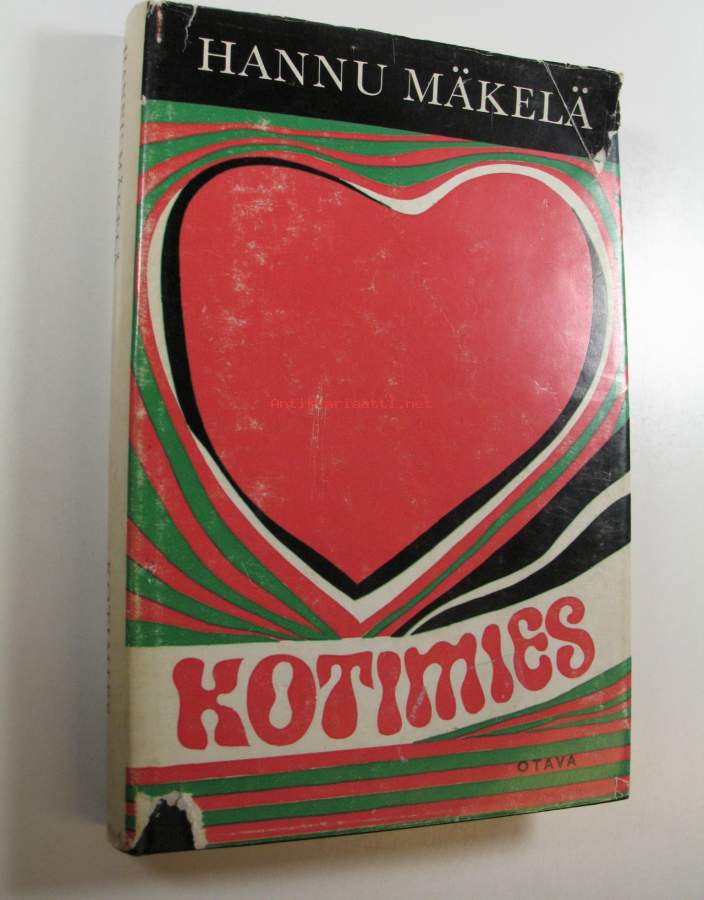 HANNU MÄKELÄ
Antikvariaatti.net
KOTIMIES
OTAVA